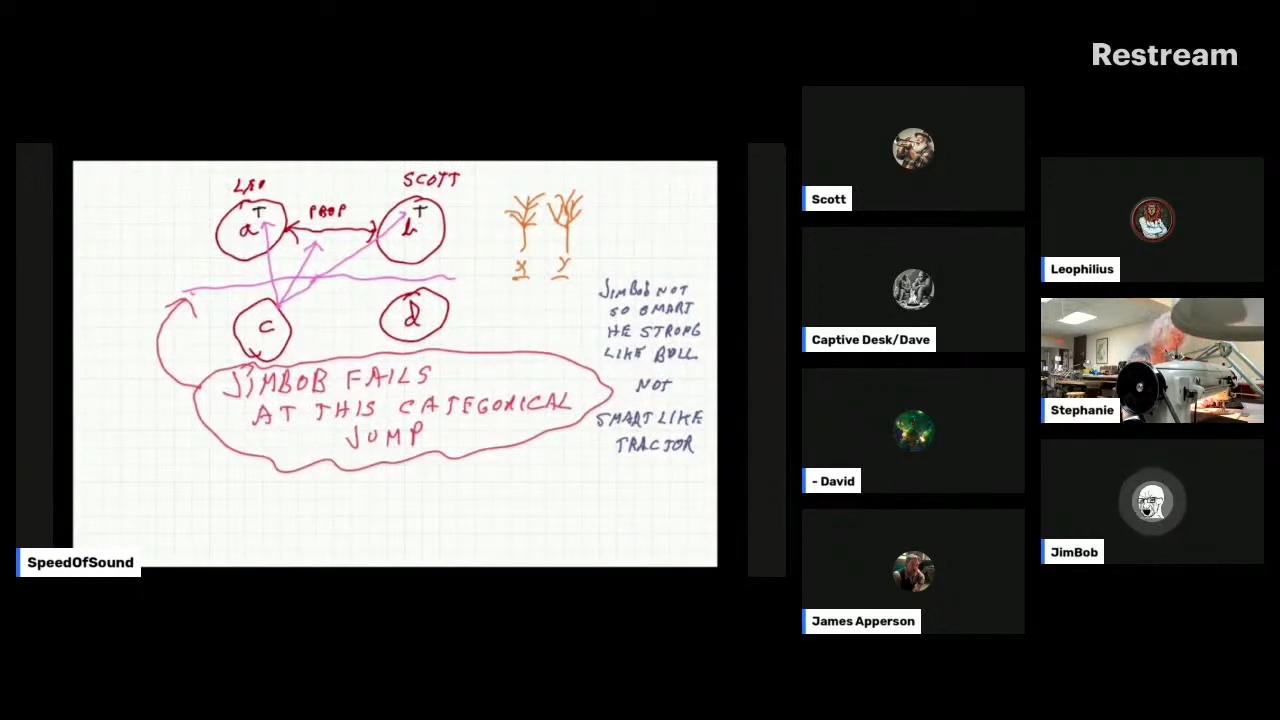 Restream
LEO
SCOTT
T
T
PROP
a
b
X
Y
c
d
JIMBOB NOT
SO SMART
HE STRONG
LIKE BULL
NOT
SMART LIKE
TRACTOR
JIMBOB FAILS
AT THIS CATEGORICAL
JUMP
SpeedOfSound
Scott
Captive Desk/Dave
- David
James Apperson
Leophilius
Stephanie
JimBob